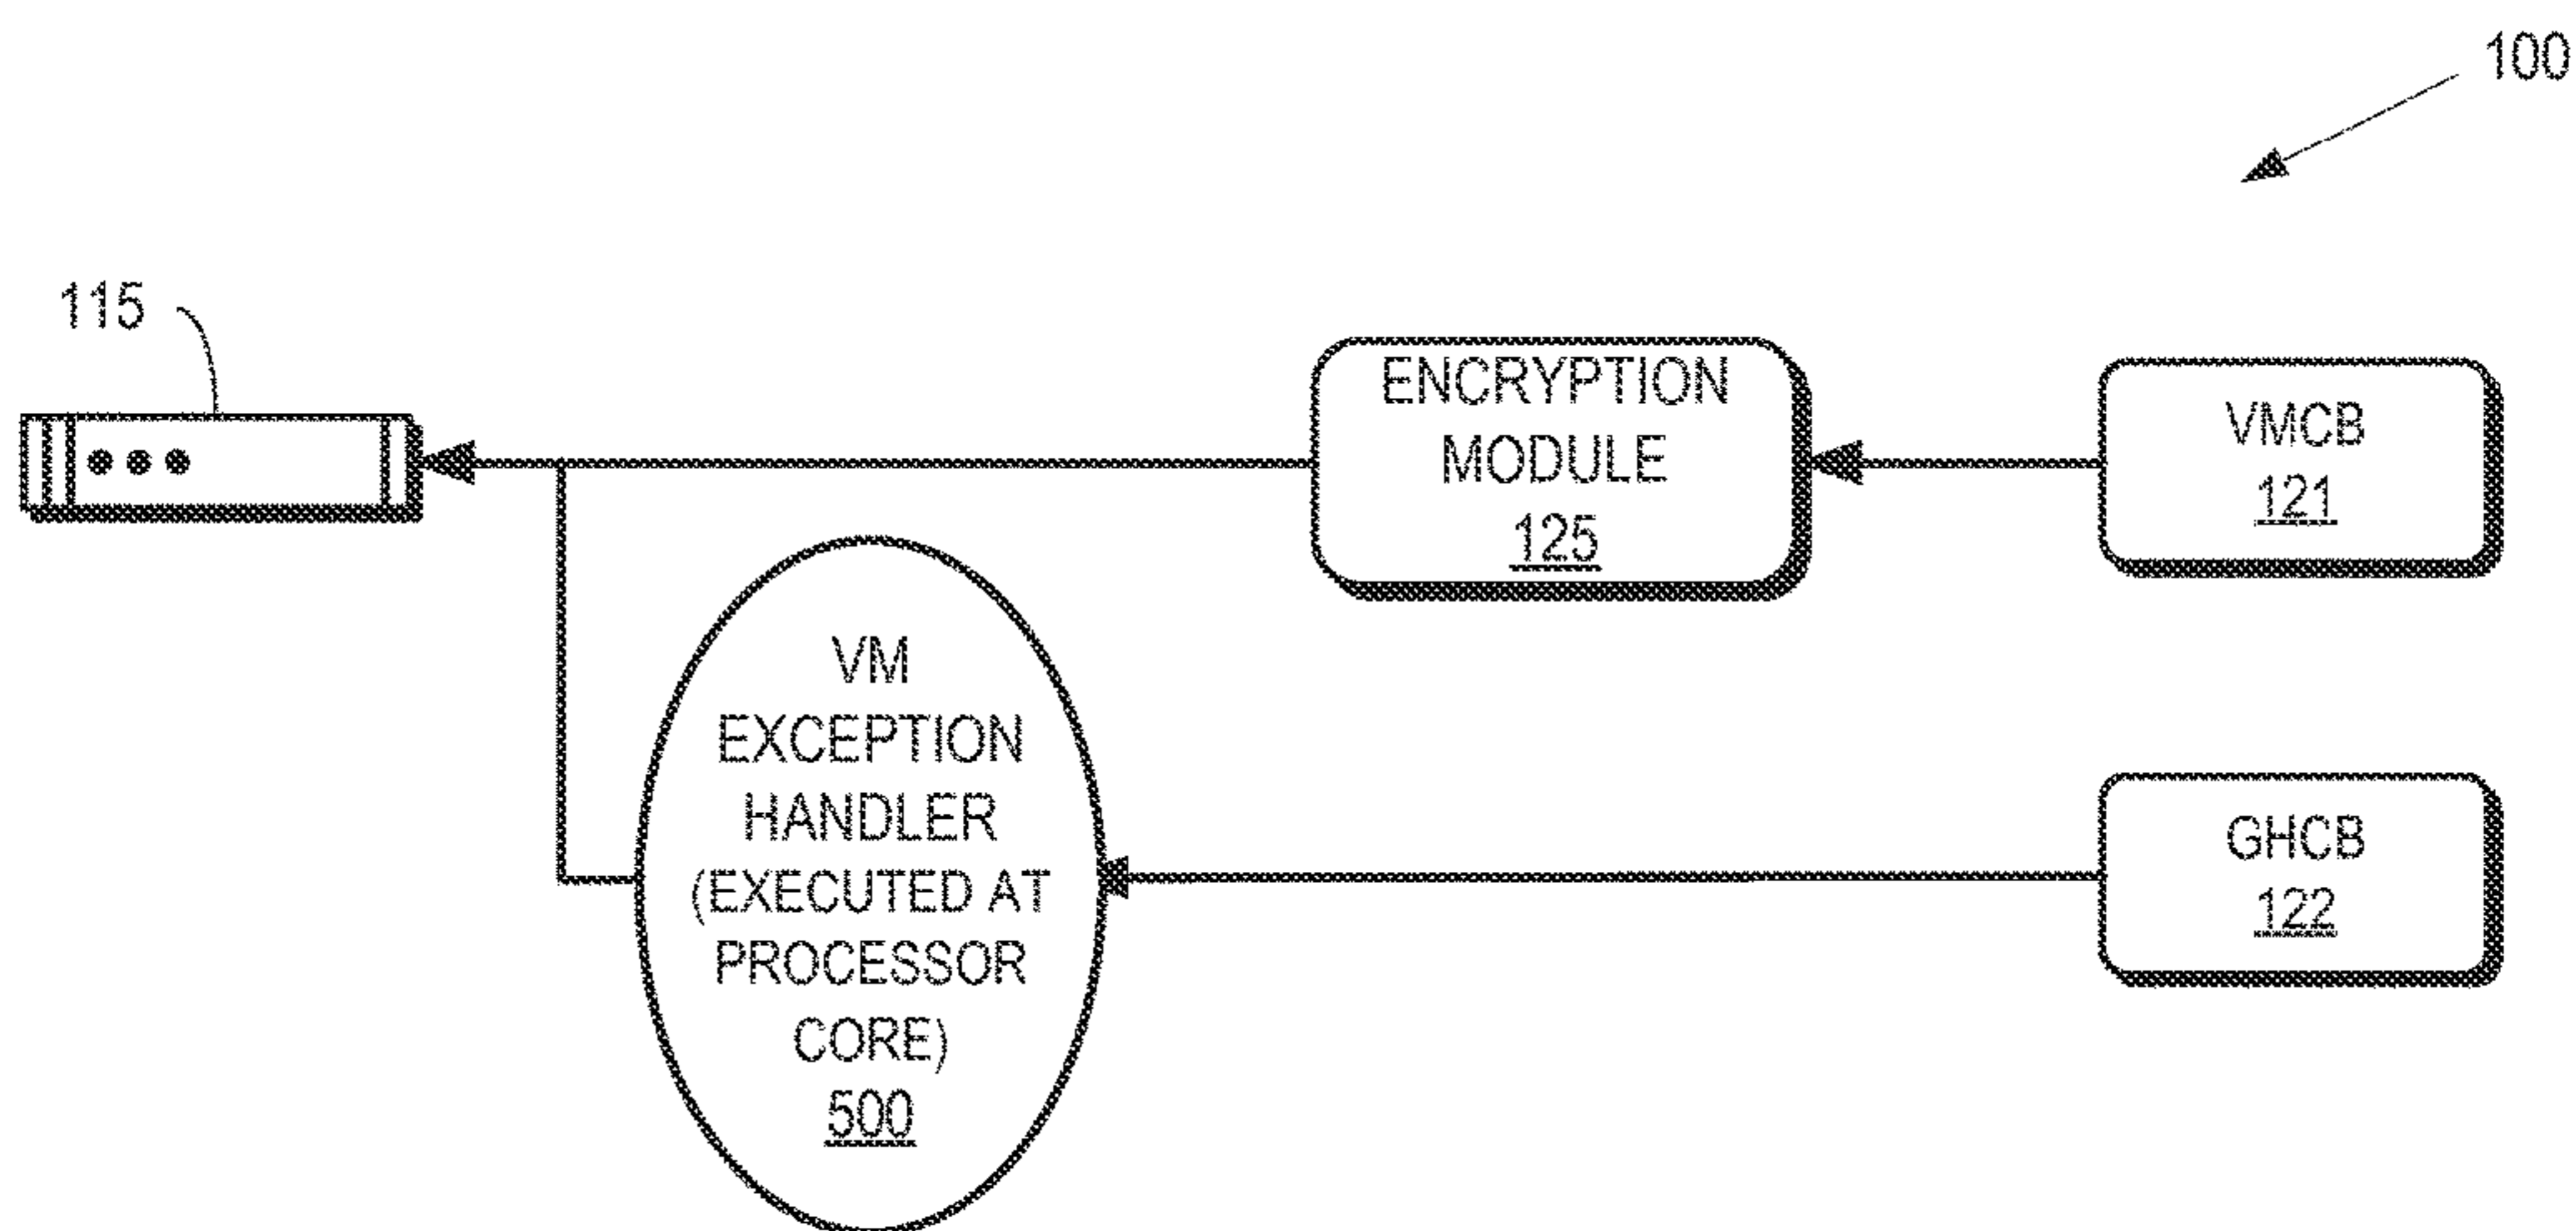 100
115
ENCRYPTION
MODULE
125
VMCB
121
VM
EXCEPTION
HANDLER
(EXECUTED AT
PROCESSOR
CORE)
500
GHCB
122